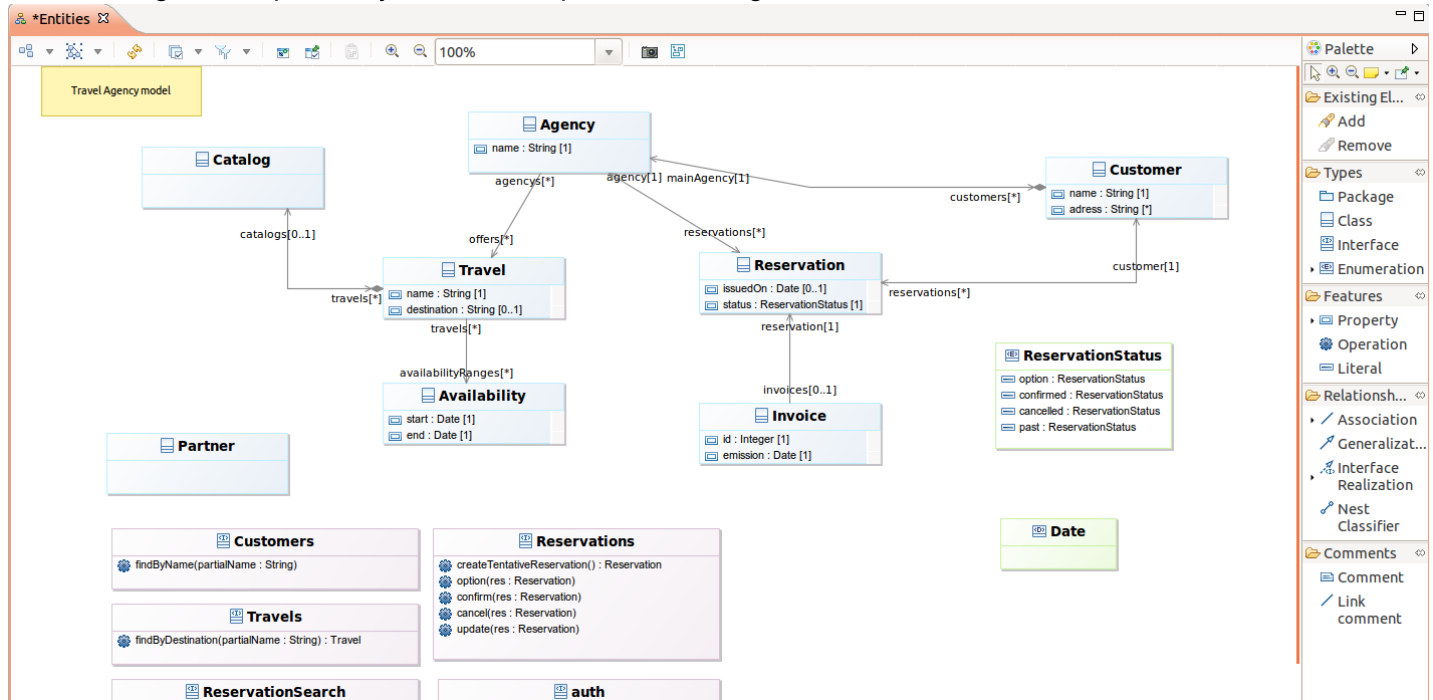 *Entities
100%
Palette
Travel Agency model
Existing El...
Add
Remove
Types
Package
Class
Interface
Enumeration
Features
Property
Operation
Literal
Relationsh...
Association
Generalizat...
Interface
Realization
Nest
Classifier
Comments
Comment
Link
comment
Agency
name : String [1]
agencys[*]
agency[1]
mainAgency[1]
customers[*]
Catalog
catalogs[0..1]
Customer
name : String [1]
adress : String [*]
customer[1]
offers[*]
reservations[*]
Travel
name : String [1]
destination : String [0..1]
travels[*]
travels[*]
Reservation
issuedOn : Date [0..1]
status : ReservationStatus [1]
reservations[*]
reservation[1]
availabilityRanges[*]
Availability
start : Date [1]
end : Date [1]
invoices[0..1]
Invoice
id : Integer [1]
emission : Date [1]
ReservationStatus
option : ReservationStatus
confirmed : ReservationStatus
cancelled : ReservationStatus
past : ReservationStatus
Partner
Date
Customers
findByName(partialName : String)
Reservations
createTentativeReservation() : Reservation
option(res : Reservation)
confirm(res : Reservation)
cancel(res : Reservation)
update(res : Reservation)
Travels
findByDestination(partialName : String) : Travel
ReservationSearch
auth